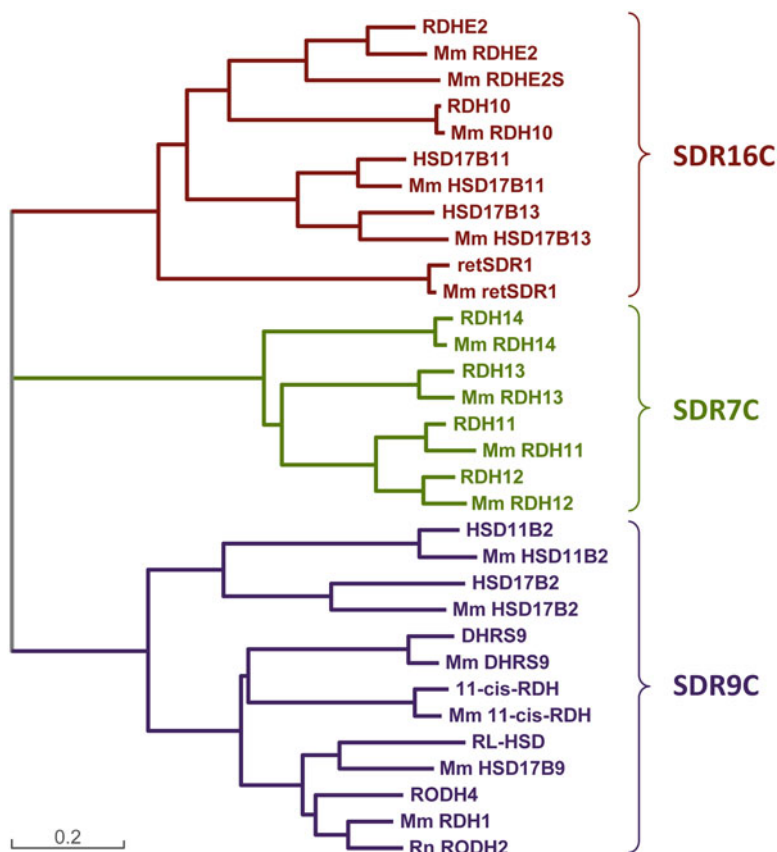 RDHE2
Mm RDHE2
Mm RDHE2S
RDH10
Mm RDH10
HSD17B11
Mm HSD17B11
HSD17B13
Mm HSD17B13
retSDR1
Mm retSDR1
SDR16C
RDH14
Mm RDH14
RDH13
Mm RDH13
RDH11
Mm RDH11
RDH12
Mm RDH12
SDR7C
HSD11B2
Mm HSD11B2
HSD17B2
Mm HSD17B2
DHRS9
Mm DHRS9
11-cis-RDH
Mm 11-cis-RDH
RL-HSD
Mm HSD17B9
RODH4
Mm RDH1
Rn RODH2
SDR9C
0.2